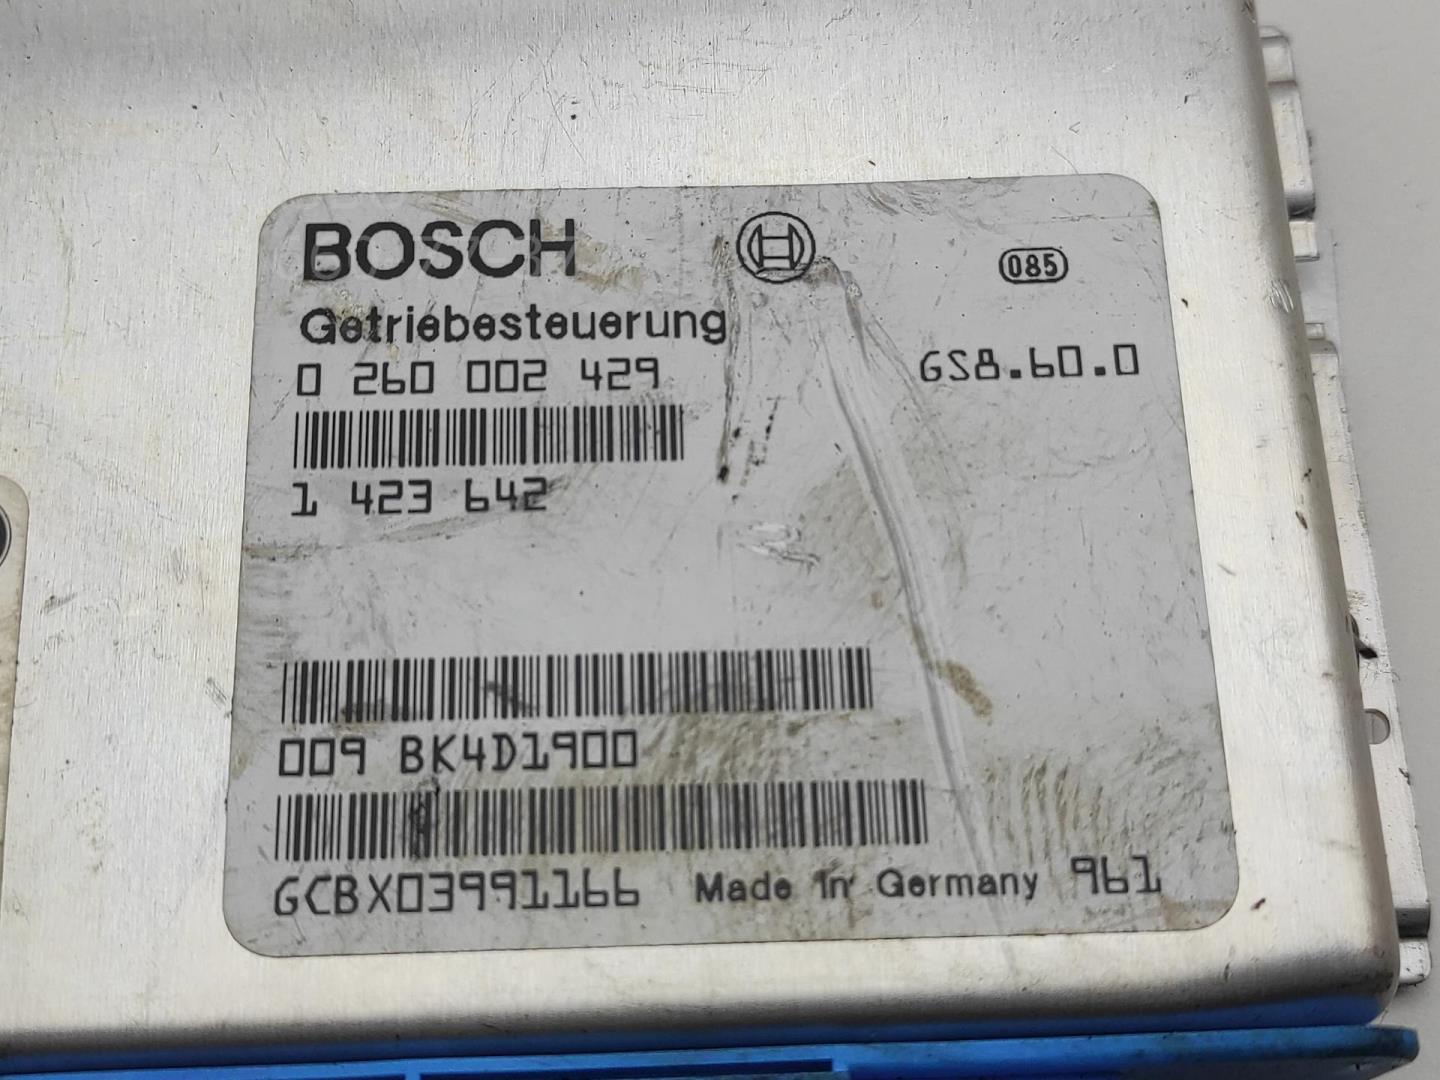 BOSCH
085
Getriebesteuerung
0 260 002 429
GS8.60.0
1 423 642
009 BK4D1900
GCBX03991166 Made in Germany 961